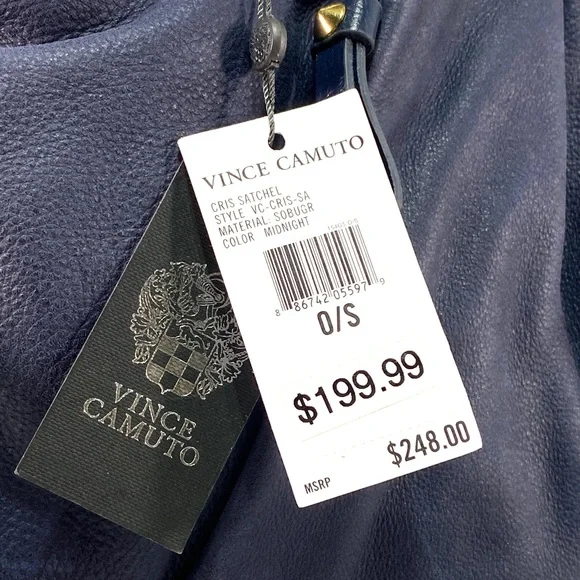 VINCE CAMUTO
CRIS SATCHEL
STYLE VC-CRIS-SA
MATERIAL: SOBUGR
COLOR MIDNIGHT
8 86742 05597 9
O/S
$199.99
$248.00
MSRP
VINCE
CAMUTO